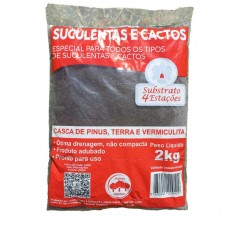 SUCULENTAS E CACTOS
ESPECIAL PARA TODOS OS TIPOS
DE SUCULENTAS E CACTOS
Substrato
4 Estações
CASCA DE PINUS, TERRA E VERMICULITA
• Ótima drenagem, não compacta
• Produto adubado
• Pronto para uso
Peso Líquido
2kg